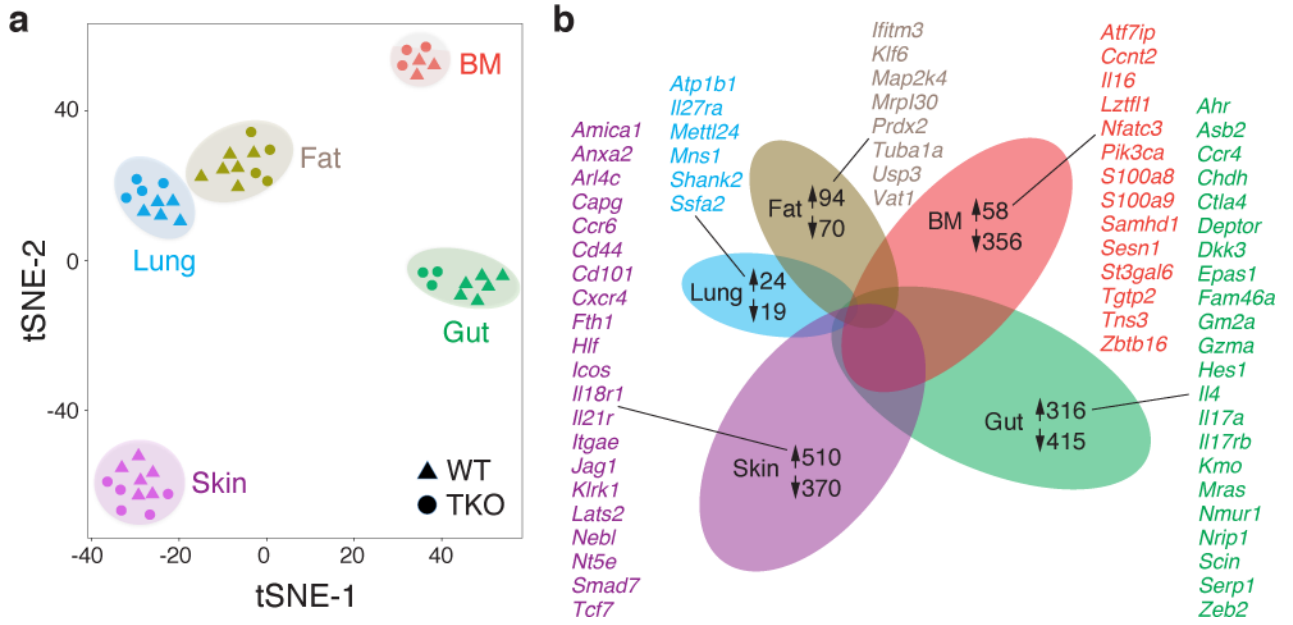 a
tSNE-2
40
0
-40
-40
-20
0
20
40
tSNE-1
BM
Fat
Lung
Gut
Skin
WT
TKO
b
Amica1
Anxa2
Arl4c
Capg
Ccr6
Cd44
Cd101
Cxcr4
Fth1
Hlf
Icos
Il18r1
Il21r
Itgae
Jag1
Klrk1
Lats2
Nebl
Nt5e
Smad7
Tcf7
Atp1b1
Il27ra
Mettl24
Mns1
Shank2
Ssfa2
Ifitm3
Klf6
Map2k4
Mrpl30
Prdx2
Tuba1a
Usp3
Vat1
Atf7ip
Ccnt2
Il16
Lztfl1
Nfatc3
Pik3ca
S100a8
S100a9
Samhd1
Sesn1
St3gal6
Tgtp2
Tns3
Zbtb16
Ahr
Asb2
Ccr4
Chdh
Ctla4
Deptor
Dkk3
Epas1
Fam46a
Gm2a
Gzma
Hes1
Il4
Il17a
Il17rb
Kmo
Mras
Nmur1
Nrip1
Scin
Serp1
Zeb2
Fat ↑94
↓70
BM ↑58
↓356
Lung ↑24
↓19
Gut ↑316
↓415
Skin ↑510
↓370